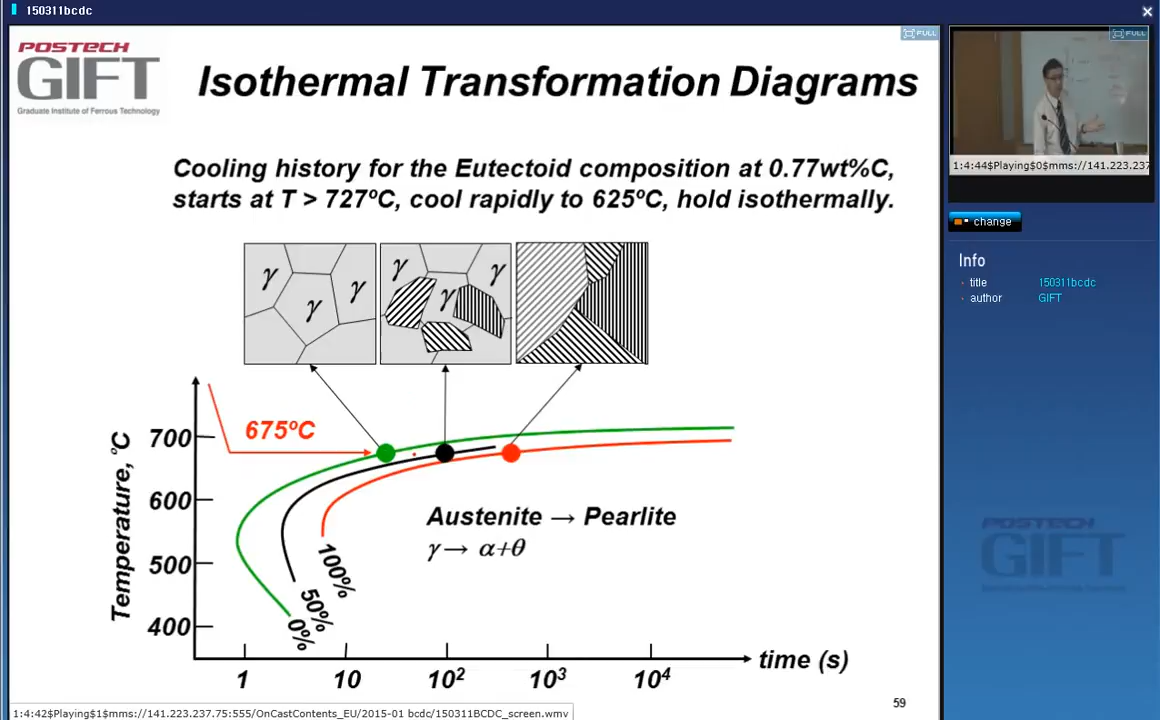 150311bcdc
POSTECH
GIFT
Graduate Institute of Ferrous Technology
FULL
Isothermal Transformation Diagrams
Cooling history for the Eutectoid composition at 0.77wt%C,
starts at T > 727ºC, cool rapidly to 625ºC, hold isothermally.
γ γ γ
γ γ γ
675ºC
Temperature, °C
700
600
500
400
Austenite → Pearlite
γ → α+θ
100%
50%
0%
1 10 10² 10³ 10⁴
time (s)
59
1:4:42$Playing$1$mms://141.223.237.75:555/OnCastContents_EU/2015-01 bcdc/150311BCDC_screen.wmv
FULL
1:4:44$Playing$0$mms://141.223.237
change
Info
title 150311bcdc
author GIFT
POSTECH
GIFT